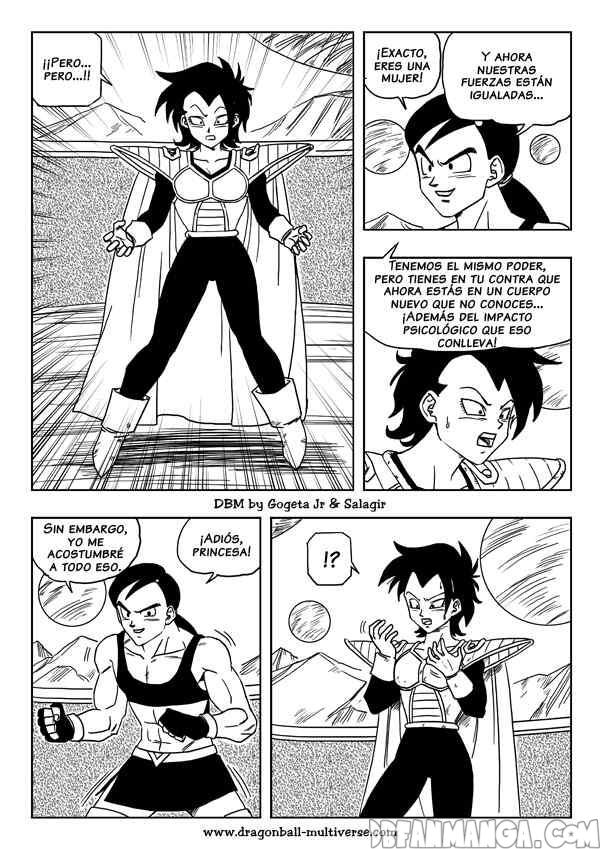 ¡¡PERO...
PERO...!!
¡EXACTO,
ERES UNA
MUJER!
Y AHORA
NUESTRAS
FUERZAS ESTÁN
IGUALADAS...
TENEMOS EL MISMO PODER,
PERO TIENES EN TU CONTRA QUE
AHORA ESTÁS EN UN CUERPO
NUEVO QUE NO CONOCES...
¡ADEMÁS DEL IMPACTO
PSICOLÓGICO QUE ESO
CONLLEVA!
DBM by Gogeta Jr & Salagir
SIN EMBARGO,
YO ME
ACOSTUMBRÉ
A TODO ESO.
¡ADIÓS,
PRINCESA!
!?
www.dragonball-multiverse.com
DBFANMANGA.COM